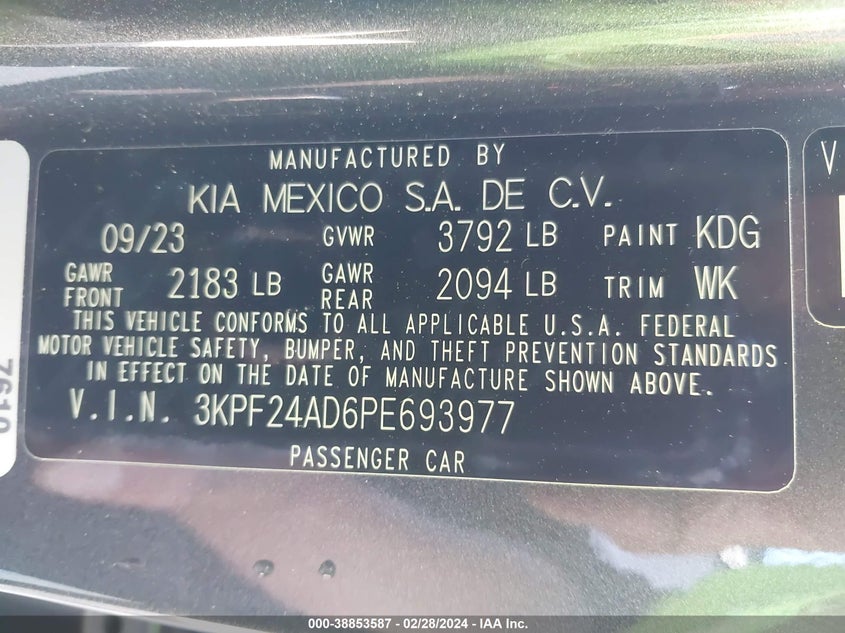 MANUFACTURED BY
KIA MEXICO S.A. DE C.V.
09/23 GVWR 3792 LB PAINT KDG
GAWR FRONT 2183 LB GAWR REAR 2094 LB TRIM WK
THIS VEHICLE CONFORMS TO ALL APPLICABLE U.S.A. FEDERAL
MOTOR VEHICLE SAFETY, BUMPER, AND THEFT PREVENTION STANDARDS
IN EFFECT ON THE DATE OF MANUFACTURE SHOWN ABOVE.
V.I.N. 3KPF24AD6PE693977
PASSENGER CAR
V
000-38853587 - 02/28/2024 - IAA Inc.